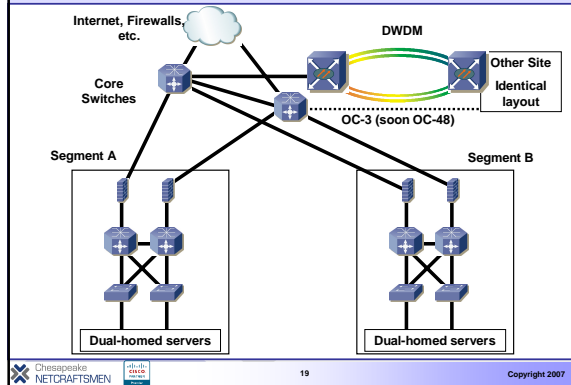 Internet, Firewalls,
etc.
DWDM
Core
Switches
Other Site
Identical
layout
OC-3 (soon OC-48)
Segment A
Segment B
Dual-homed servers
Dual-homed servers
Chesapeake
NETCRAFTSMEN
CISCO
19
Copyright 2007